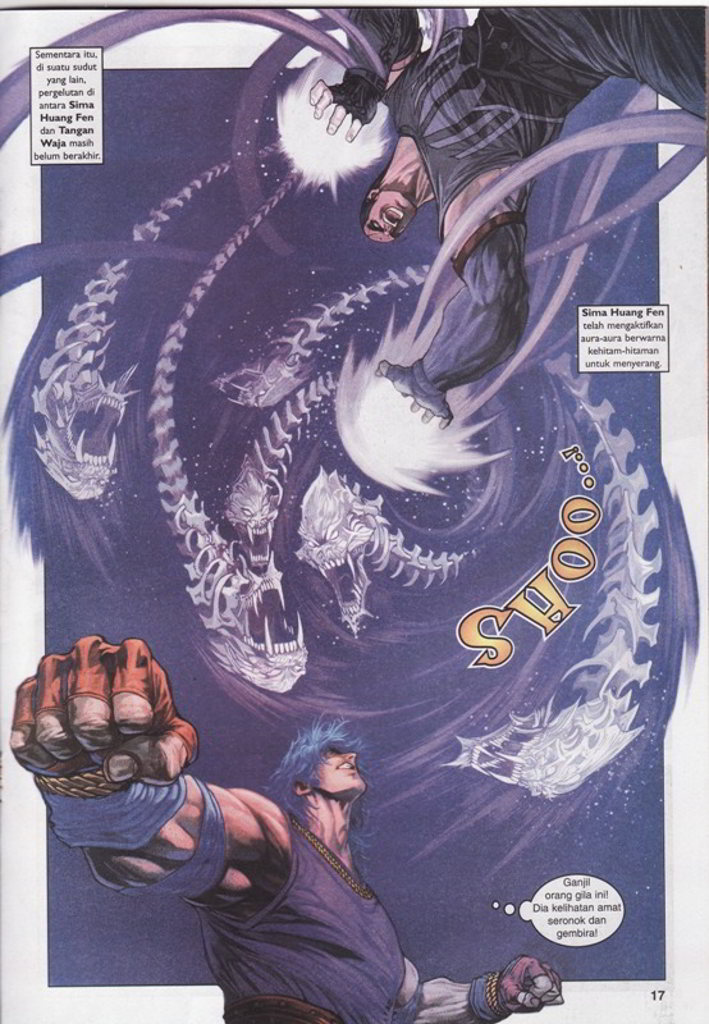 Sementara itu,
di suatu sudut
yang lain,
pergelutan di
antara Sima
Huang Fen
dan Tangan
Waja masih
belum berakhir.
Sima Huang Fen
telah mengaktifkan
aura-aura berwarna
kehitam-hitaman
untuk menyerang.
SHOO...!
Ganjil
orang gila ini!
Dia kelihatan amat
seronok dan
gembira!
17